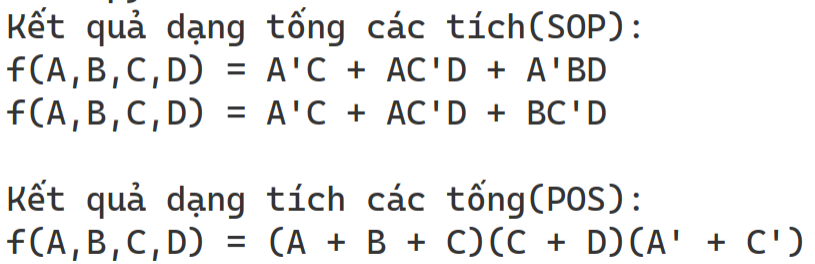 Kết quả dạng tổng các tích(SOP):
f(A,B,C,D) = A'C + AC'D + A'BD
f(A,B,C,D) = A'C + AC'D + BC'D
Kết quả dạng tích các tổng(POS):
f(A,B,C,D) = (A + B + C)(C + D)(A' + C')